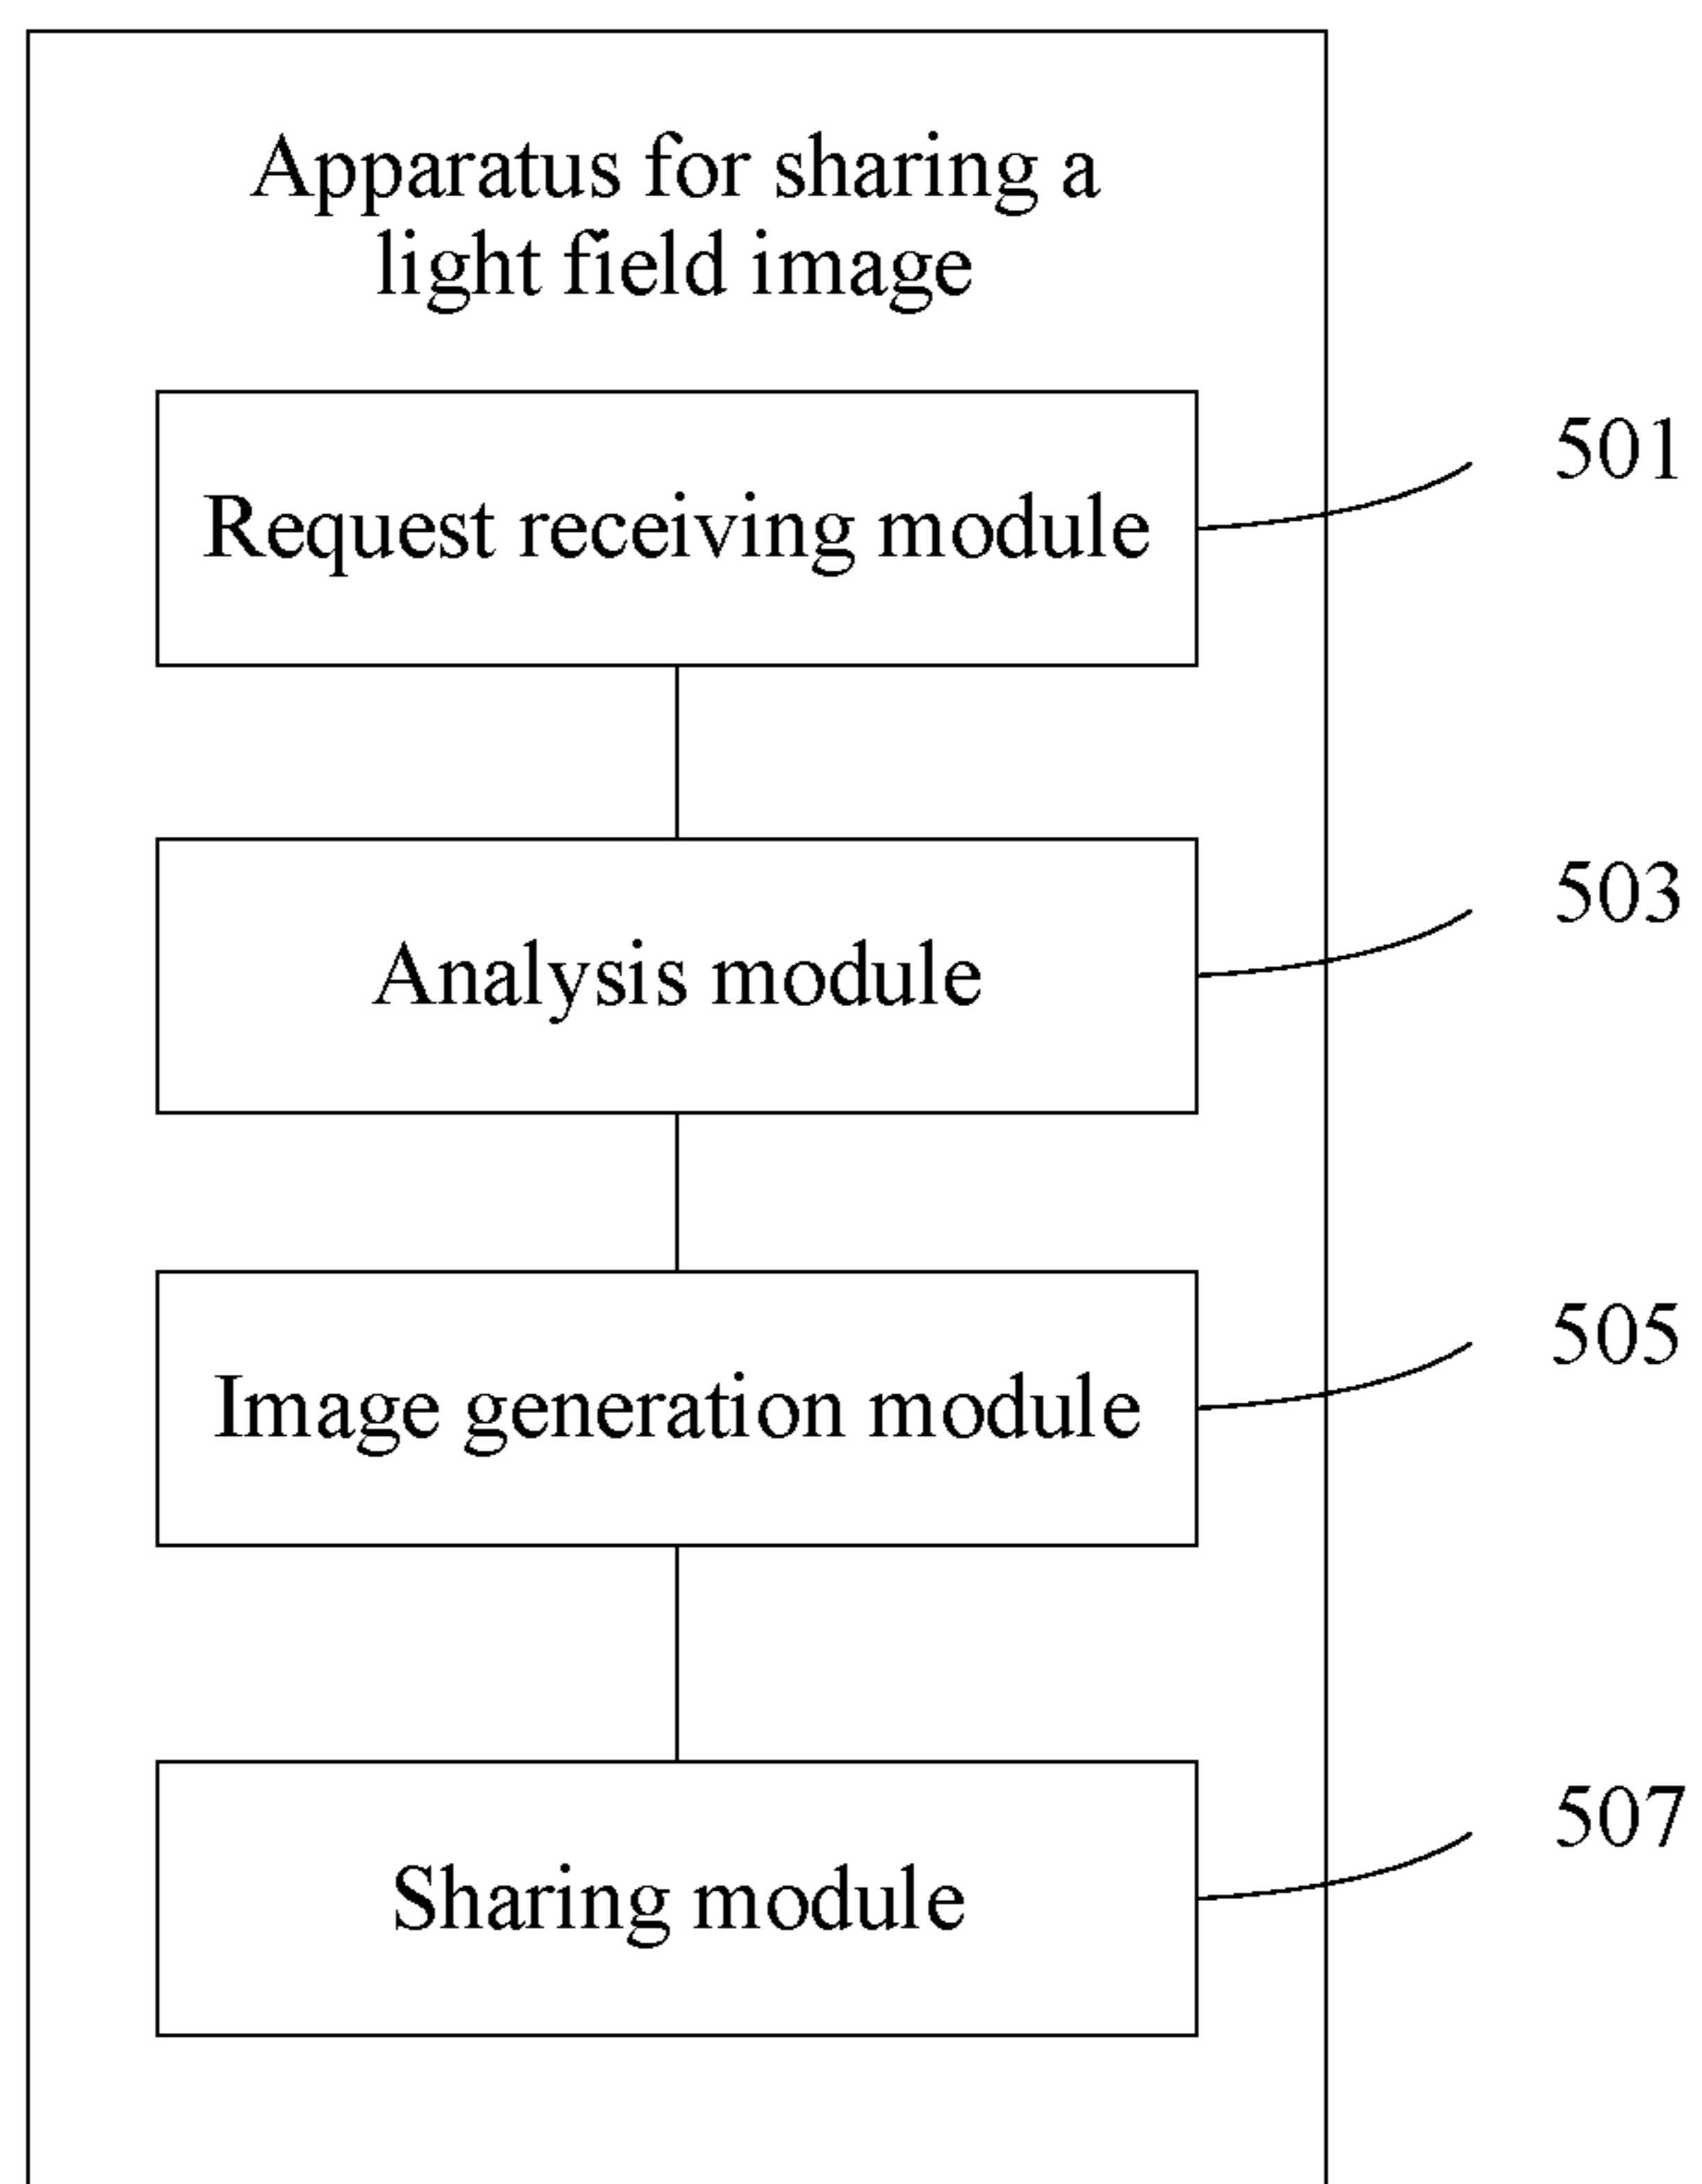 Apparatus for sharing a
light field image
Request receiving module
501
Analysis module
503
Image generation module
505
Sharing module
507